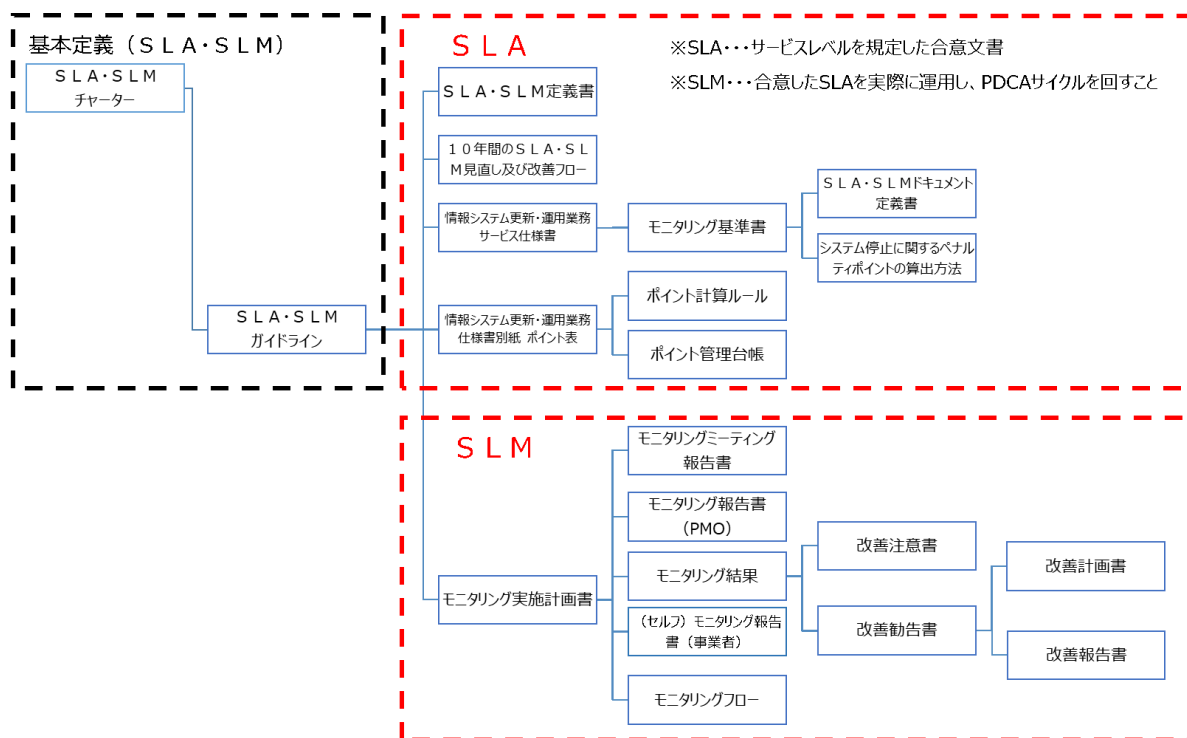 基本定義（ＳＬＡ・ＳＬＭ）
ＳＬＡ・ＳＬＭ
チャーター
ＳＬＡ・ＳＬＭ
ガイドライン
ＳＬＡ
※SLA･･･サービスレベルを規定した合意文書
※SLM･･･合意したSLAを実際に運用し、PDCAサイクルを回すこと
ＳＬＡ・ＳＬＭ定義書
１０年間のＳＬＡ・ＳＬ
Ｍ見直し及び改善フロー
情報システム更新・運用業務
サービス仕様書
モニタリング基準書
ＳＬＡ・ＳＬＭドキュメント
定義書
システム停止に関するペナル
ティポイントの算出方法
情報システム更新・運用業務
仕様書別紙 ポイント表
ポイント計算ルール
ポイント管理台帳
ＳＬＭ
モニタリング実施計画書
モニタリングミーティング
報告書
モニタリング報告書
（PMO）
モニタリング結果
（セルフ）モニタリング報告
書（事業者）
モニタリングフロー
改善注意書
改善勧告書
改善計画書
改善報告書